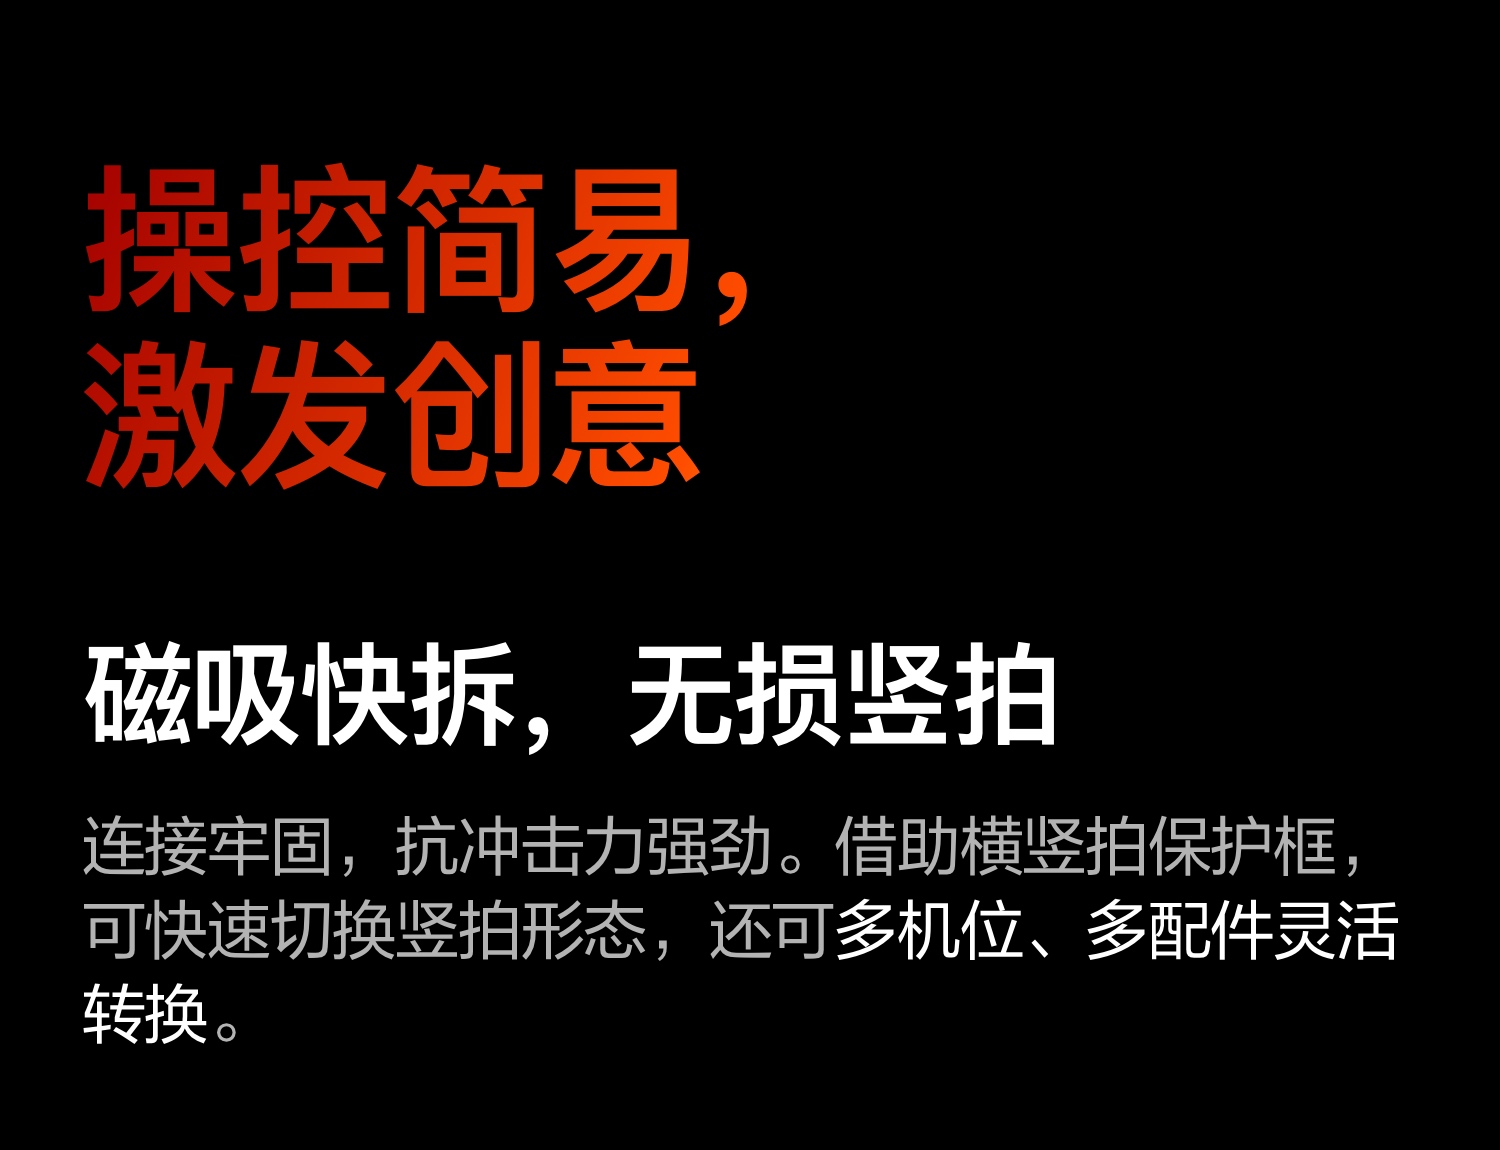 操控简易，
激发创意
磁吸快拆，无损竖拍
连接牢固，抗冲击力强劲。借助横竖拍保护框，
可快速切换竖拍形态，还可多机位、多配件灵活
转换。